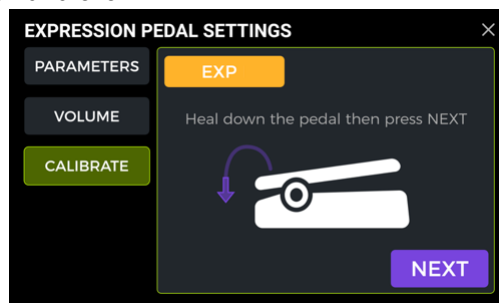 EXPRESSION PEDAL SETTINGS
PARAMETERS
VOLUME
CALIBRATE
EXP
Heal down the pedal then press NEXT
NEXT